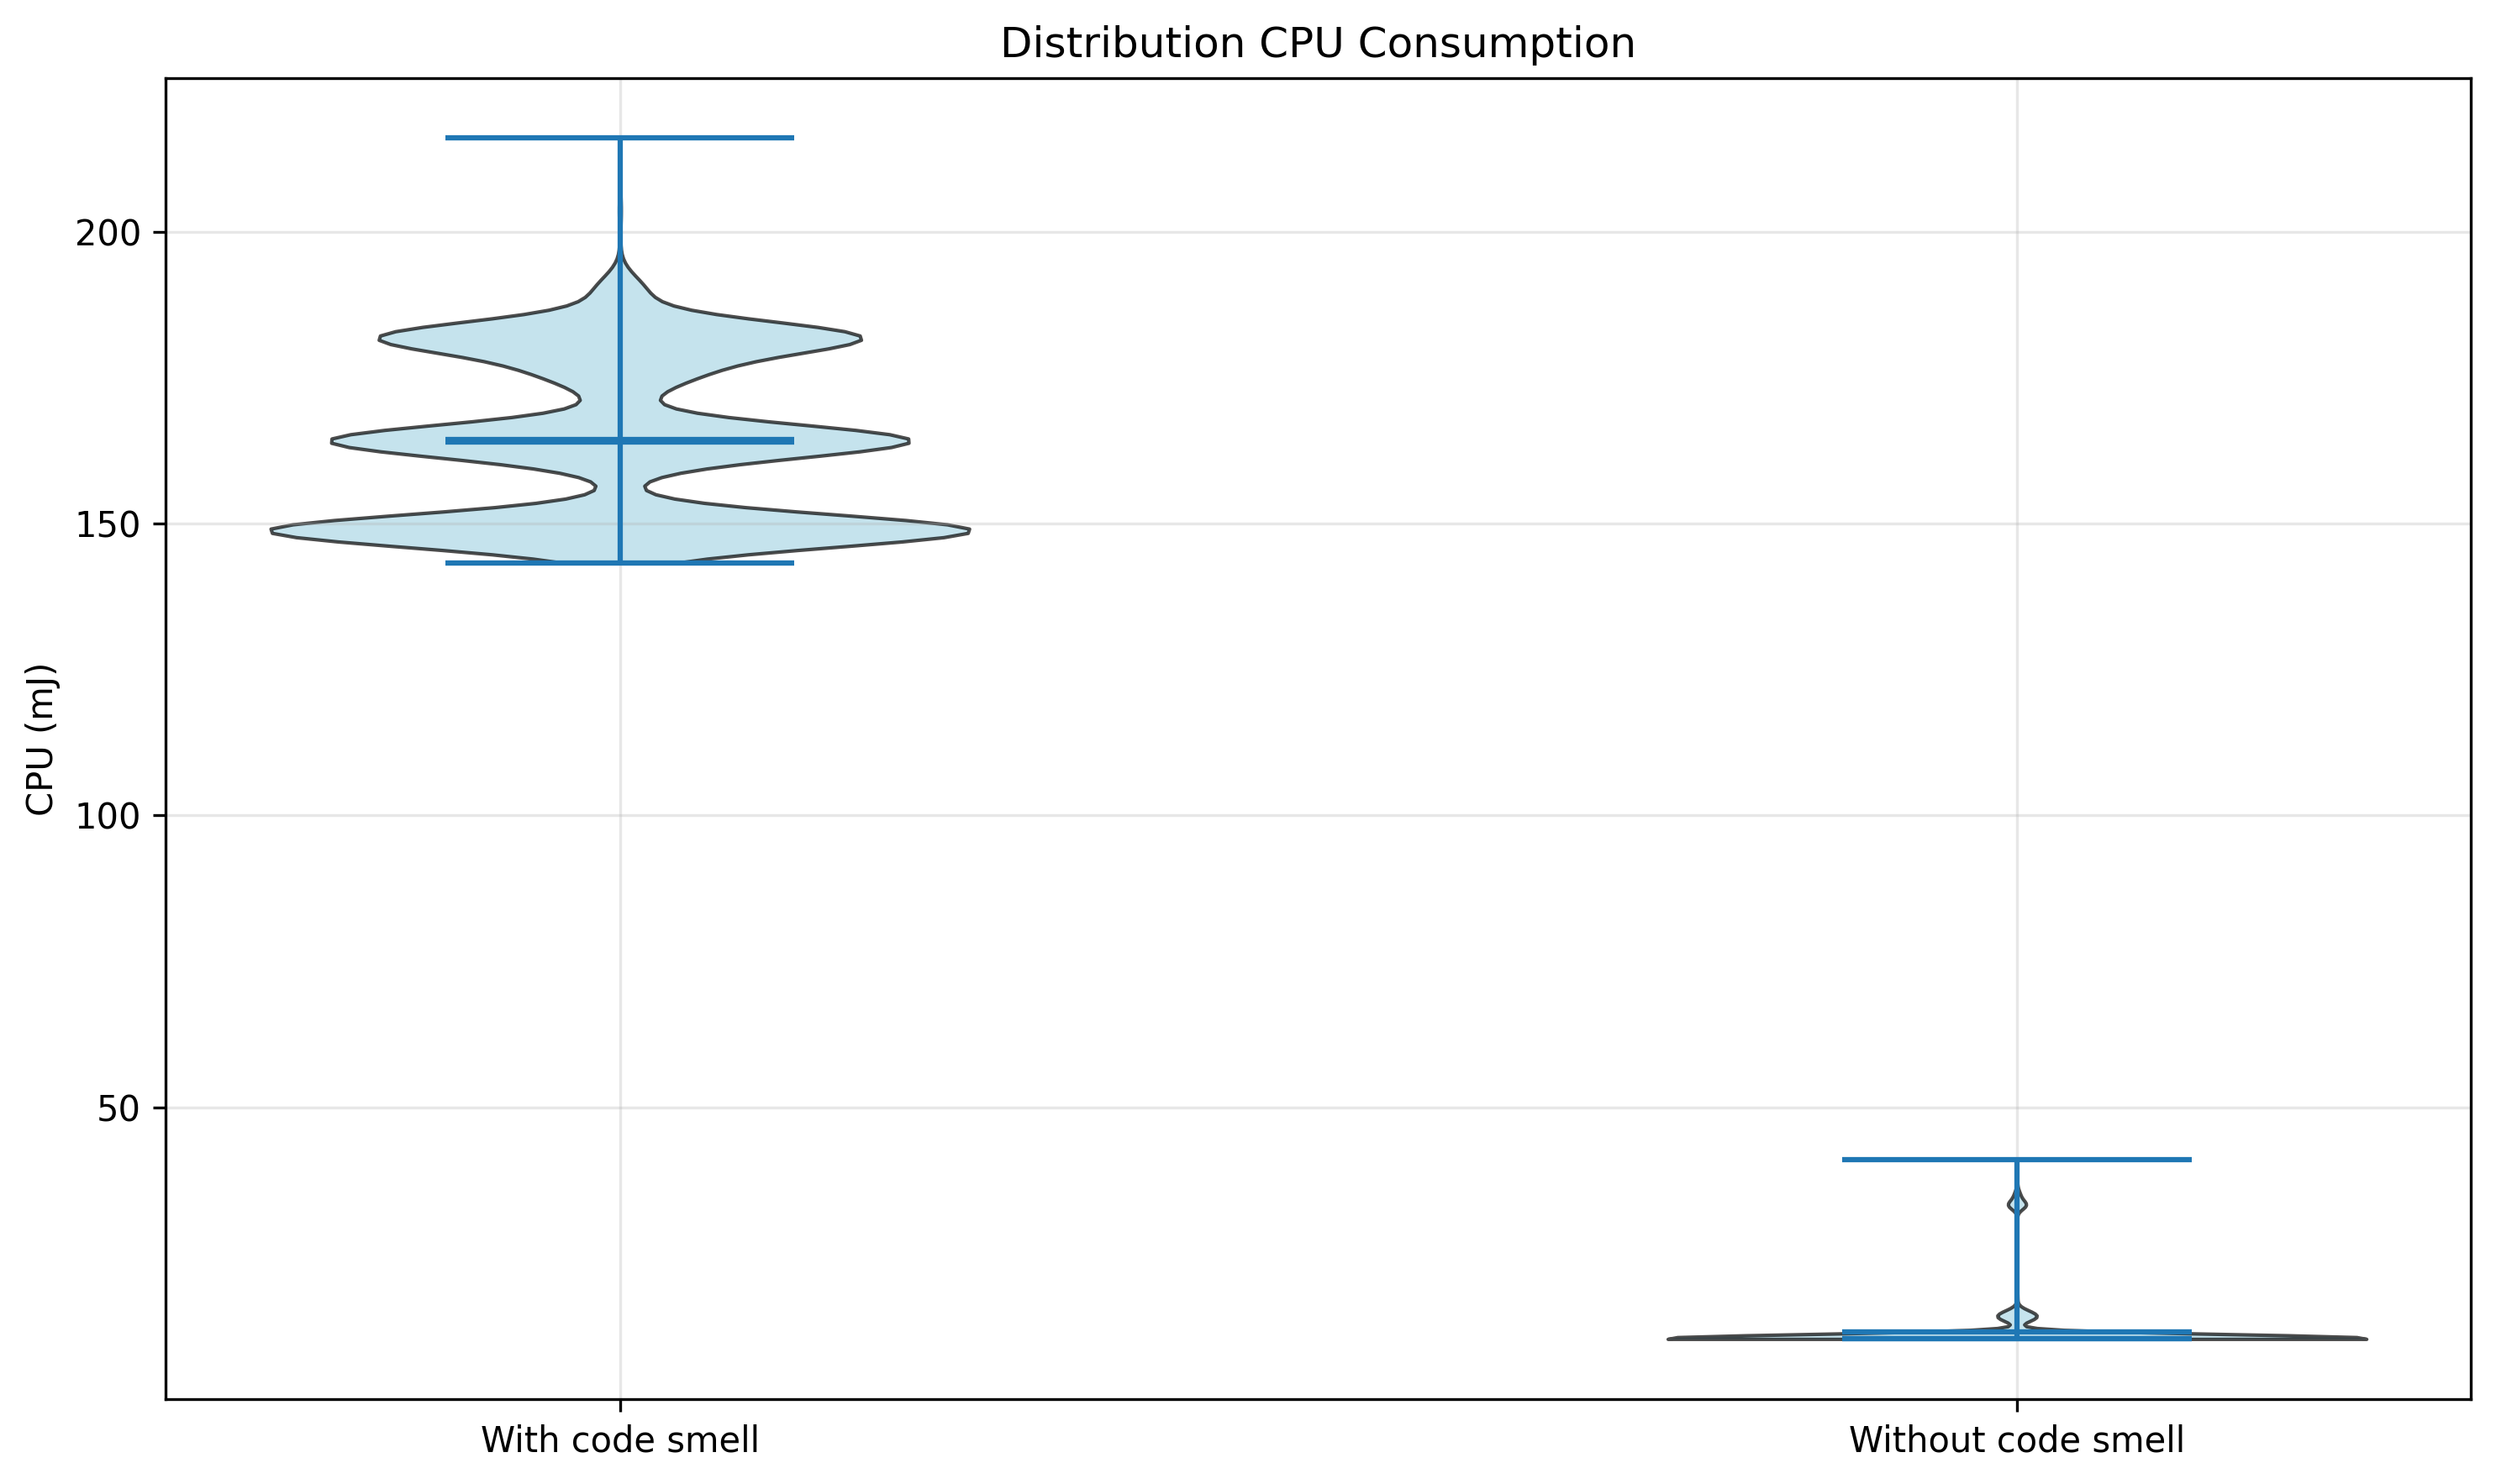 Distribution CPU Consumption
CPU (mJ)
200
150
100
50
With code smell
Without code smell